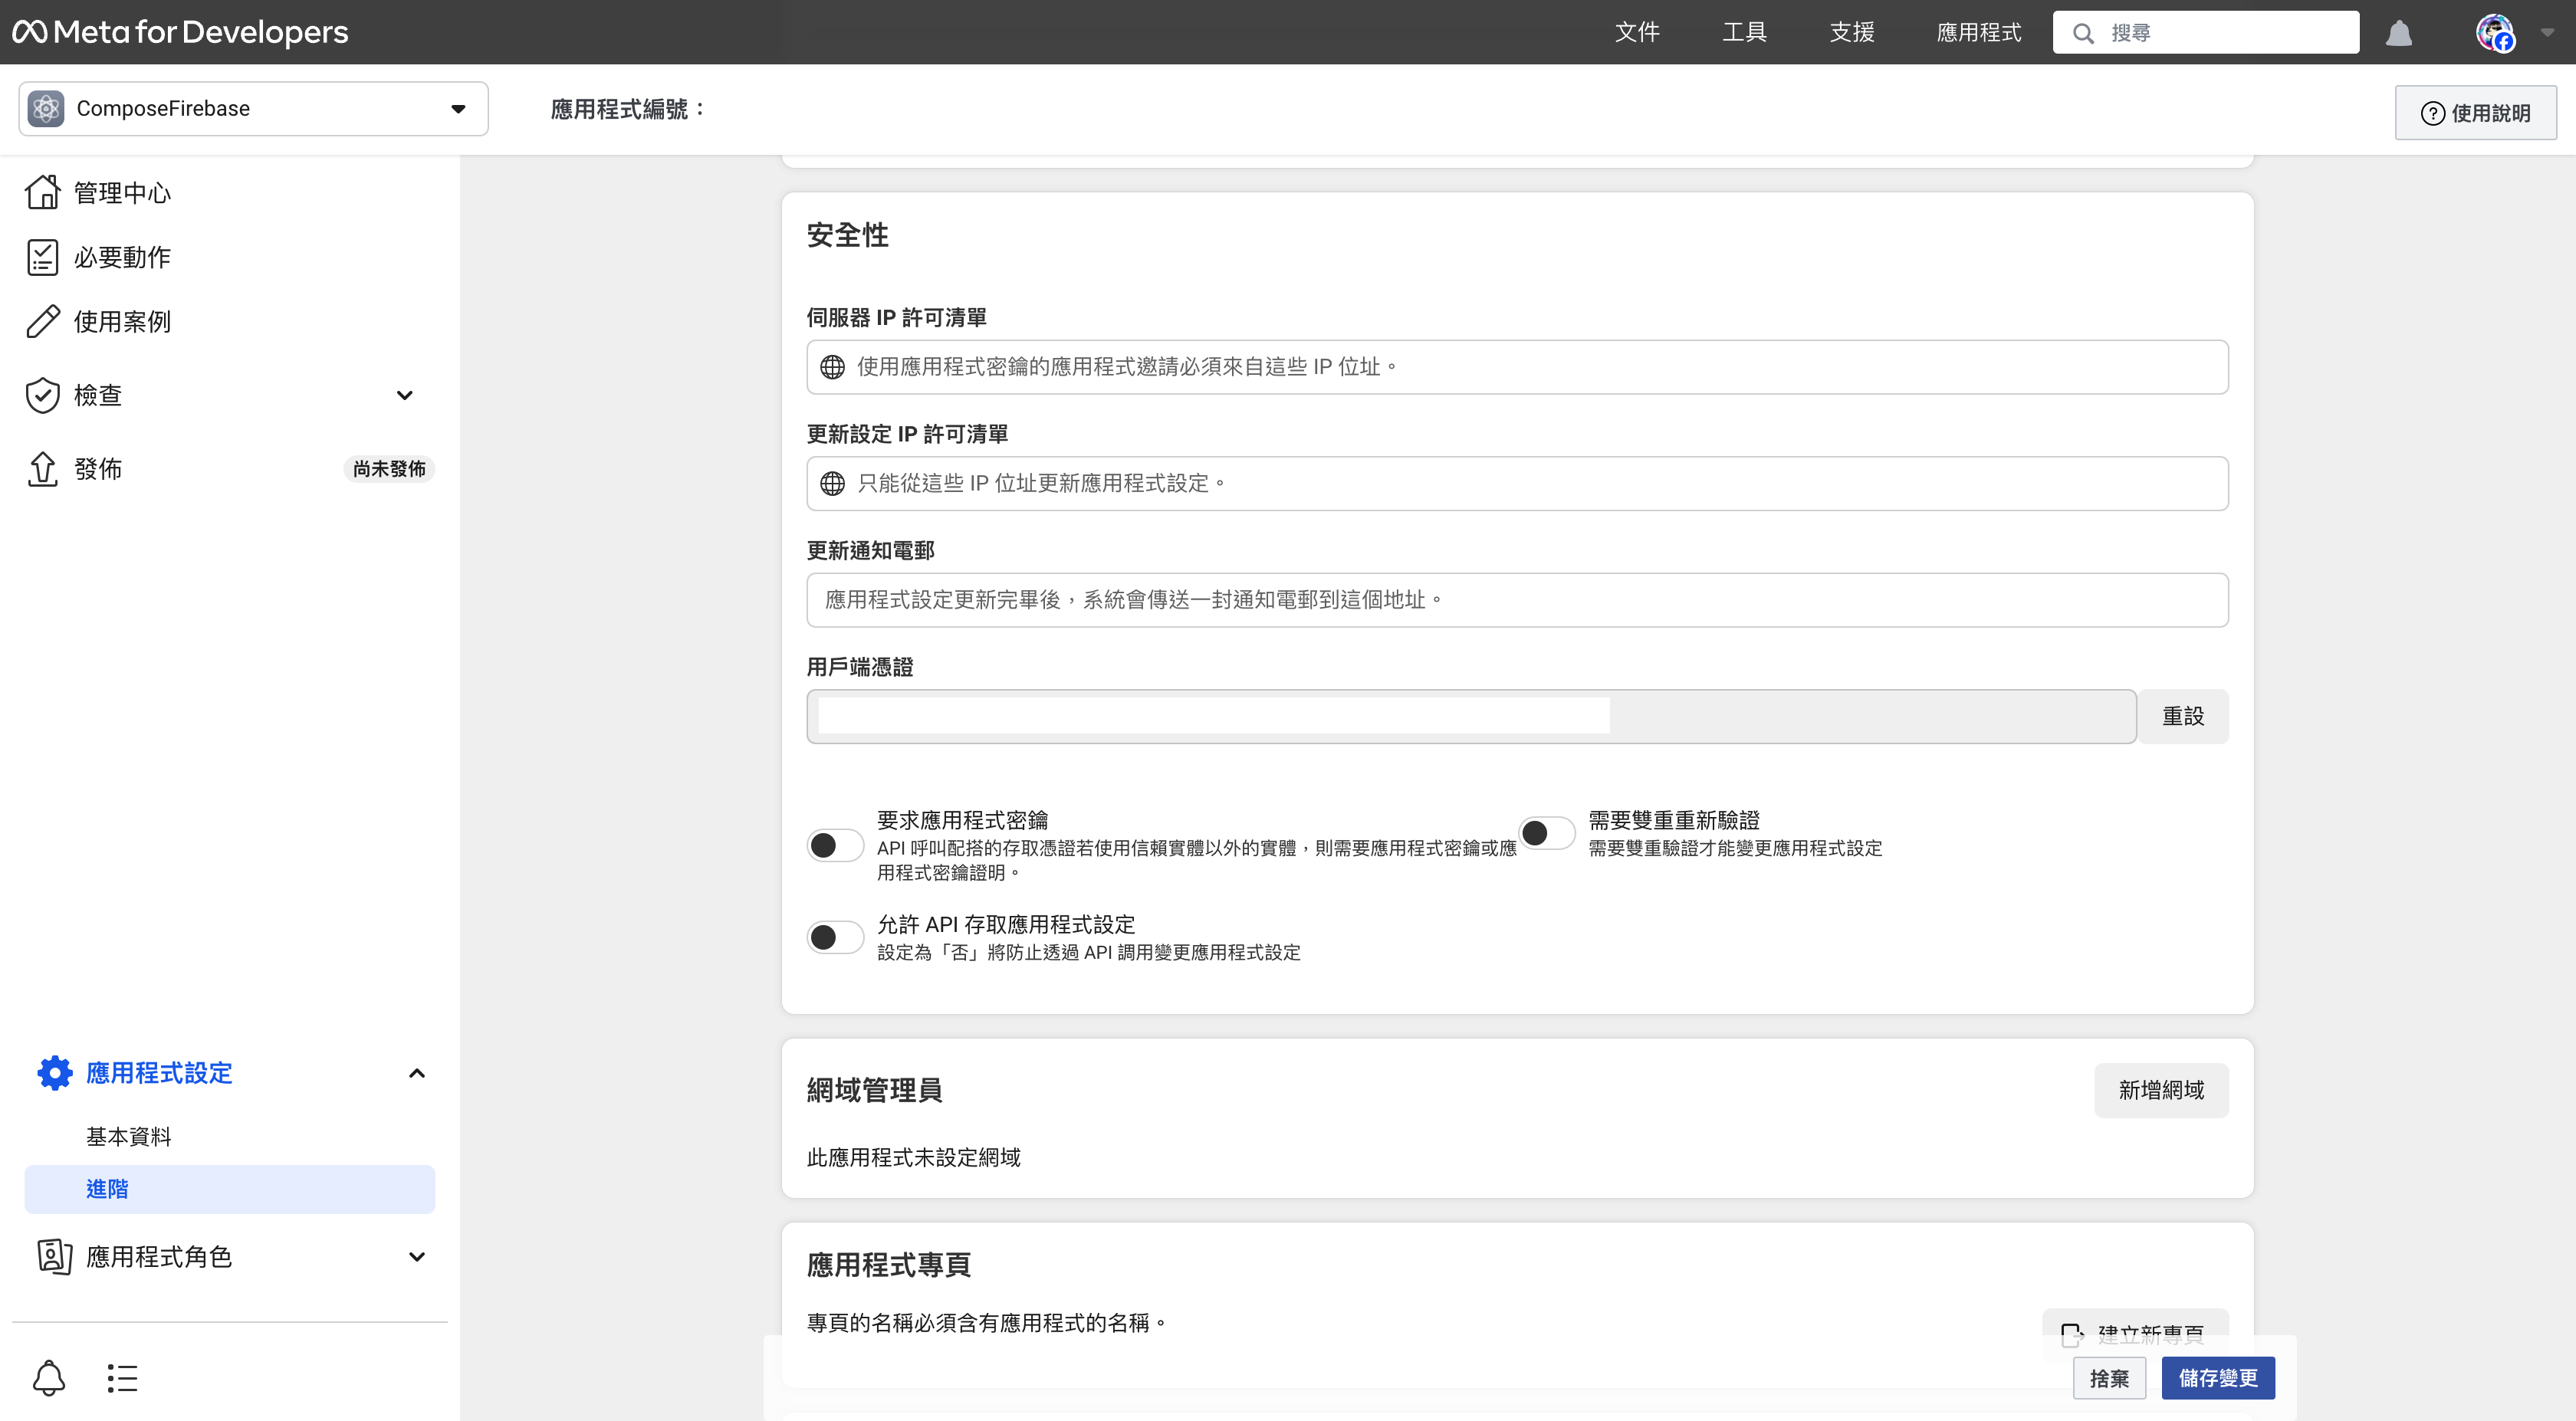 Meta for Developers
文件
工具
支援
應用程式
搜尋
ComposeFirebase
應用程式編號：
使用說明
管理中心
必要動作
使用案例
檢查
發佈
尚未發佈
應用程式設定
基本資料
進階
應用程式角色
安全性
伺服器 IP 許可清單
使用應用程式密鑰的應用程式邀請必須來自這些 IP 位址。
更新設定 IP 許可清單
只能從這些 IP 位址更新應用程式設定。
更新通知電郵
應用程式設定更新完畢後，系統會傳送一封通知電郵到這個地址。
用戶端憑證
重設
要求應用程式密鑰
API 呼叫配搭的存取憑證若使用信賴實體以外的實體，則需要應用程式密鑰或應
用程式密鑰證明。
需要雙重重新驗證
需要雙重驗證才能變更應用程式設定
允許 API 存取應用程式設定
設定為「否」將防止透過 API 調用變更應用程式設定
網域管理員
新增網域
此應用程式未設定網域
應用程式專頁
專頁的名稱必須含有應用程式的名稱。
建立新專頁
捨棄
儲存變更